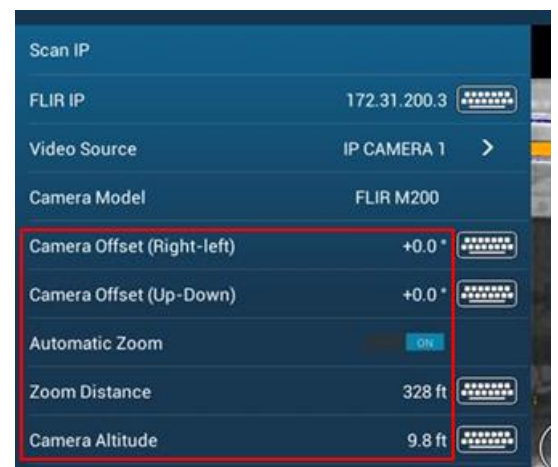 Scan IP
FLIR IP 172.31.200.3
Video Source IP CAMERA 1 >
Camera Model FLIR M200
Camera Offset (Right-left) +0.0 °
Camera Offset (Up-Down) +0.0 °
Automatic Zoom ON
Zoom Distance 328 ft
Camera Altitude 9.8 ft